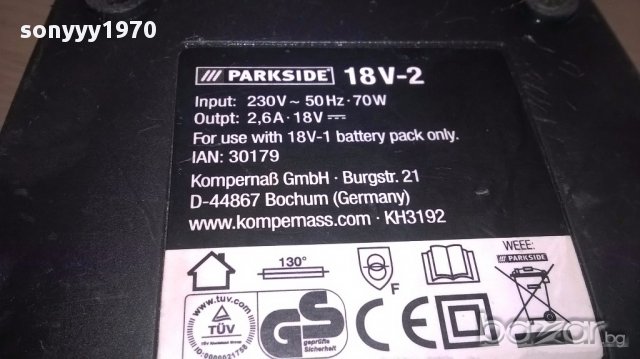 sonyyy1970
/// PARKSIDE 18V-2
Input: 230V ~ 50Hz · 70W
Outpt: 2,6A · 18V
For use with 18V-1 battery pack only.
IAN: 30179
Kompernaß GmbH · Burgstr. 21
D-44867 Bochum (Germany)
www.kompernass.com · KH3192
130°
F
WEEE:
/// PARKSIDE
www.tuv.com
TÜV
ID:0000021750
GS
geprüfte
Sicherheit
CE
bazar.bg